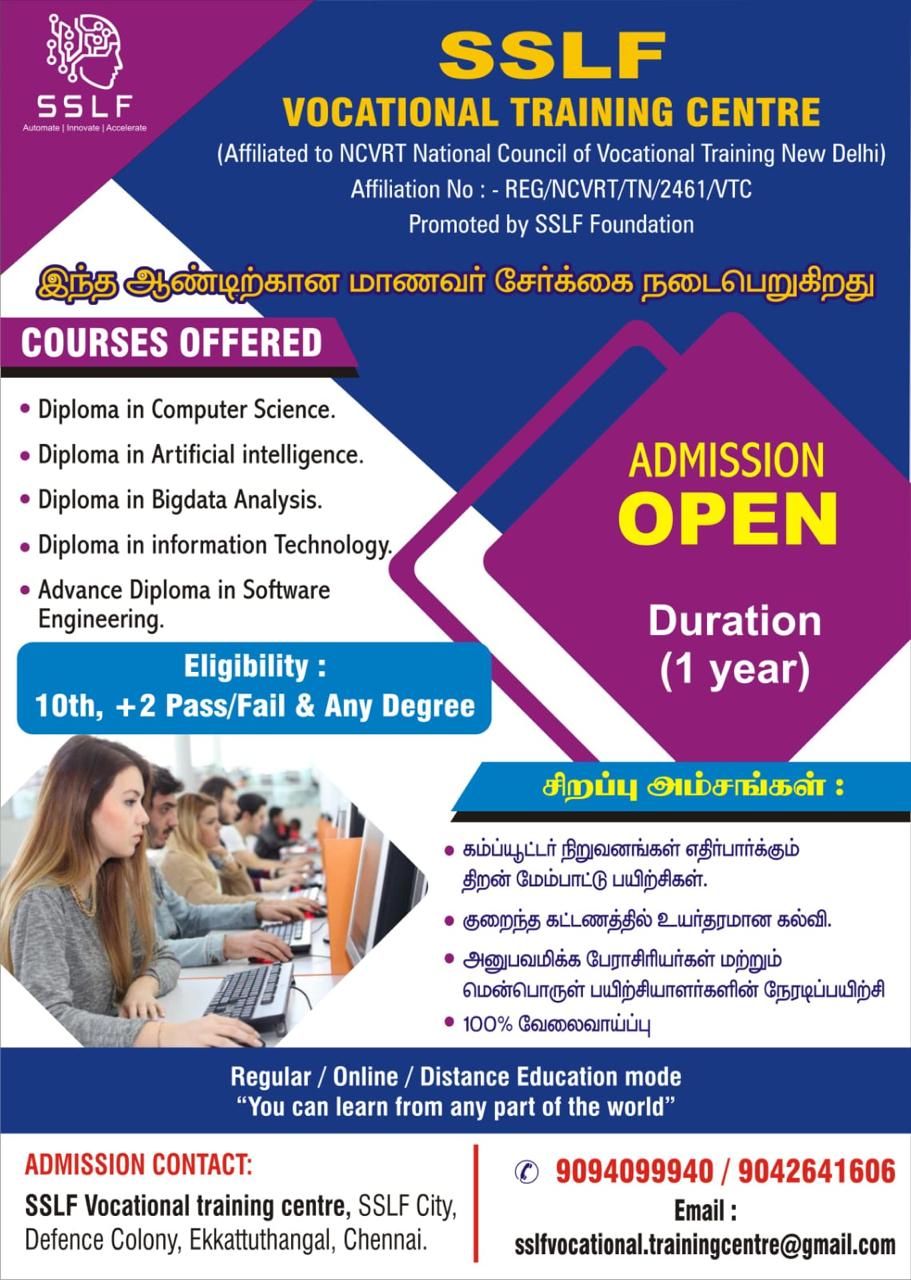 SSLF
Automate | Innovate | Accelerate
SSLF
VOCATIONAL TRAINING CENTRE
(Affiliated to NCVRT National Council of Vocational Training New Delhi)
Affiliation No : - REG/NCVRT/TN/2461/VTC
Promoted by SSLF Foundation
இந்த ஆண்டிற்கான மாணவர் சேர்க்கை நடைபெறுகிறது
COURSES OFFERED
• Diploma in Computer Science.
• Diploma in Artificial intelligence.
• Diploma in Bigdata Analysis.
• Diploma in information Technology.
• Advance Diploma in Software
Engineering.
ADMISSION
OPEN
Duration
(1 year)
Eligibility :
10th, +2 Pass/Fail & Any Degree
சிறப்பு அம்சங்கள் :
• கம்ப்யூட்டர் நிறுவனங்கள் எதிர்பார்க்கும்
திறன் மேம்பாட்டு பயிற்சிகள்.
• குறைந்த கட்டணத்தில் உயர்தரமான கல்வி.
• அனுபவமிக்க பேராசிரியர்கள் மற்றும்
மென்பொருள் பயிற்சியாளர்களின் நேரடிப்பயிற்சி
• 100% வேலைவாய்ப்பு
Regular / Online / Distance Education mode
“You can learn from any part of the world”
ADMISSION CONTACT:
SSLF Vocational training centre, SSLF City,
Defence Colony, Ekkattuthangal, Chennai.
✆ 9094099940 / 9042641606
Email :
sslfvocational.trainingcentre@gmail.com